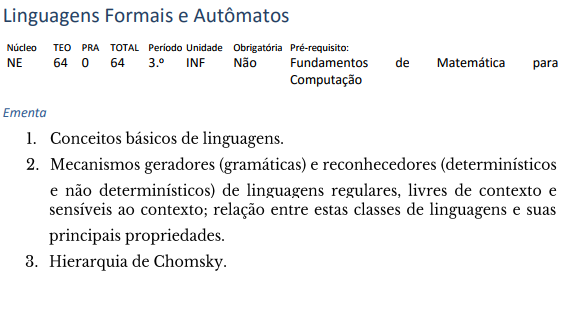 Linguagens Formais e Autômatos
Núcleo TEO PRA TOTAL Período Unidade Obrigatória Pré-requisito:
NE 64 0 64 3.º INF Não Fundamentos de Matemática para
Computação
Ementa
1. Conceitos básicos de linguagens.
2. Mecanismos geradores (gramáticas) e reconhecedores (determinísticos
e não determinísticos) de linguagens regulares, livres de contexto e
sensíveis ao contexto; relação entre estas classes de linguagens e suas
principais propriedades.
3. Hierarquia de Chomsky.